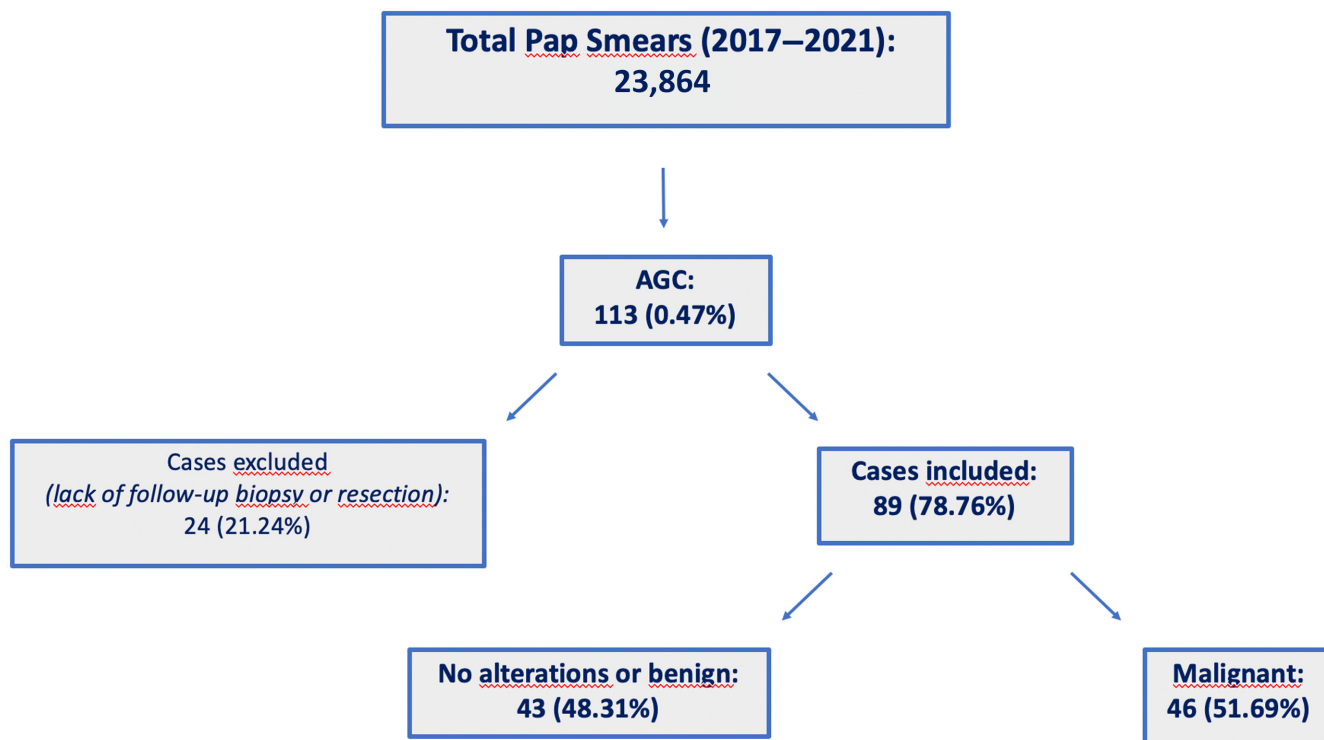 Total Pap Smears (2017–2021):
23,864
AGC:
113 (0.47%)
Cases excluded
(lack of follow-up biopsy or resection):
24 (21.24%)
Cases included:
89 (78.76%)
No alterations or benign:
43 (48.31%)
Malignant:
46 (51.69%)